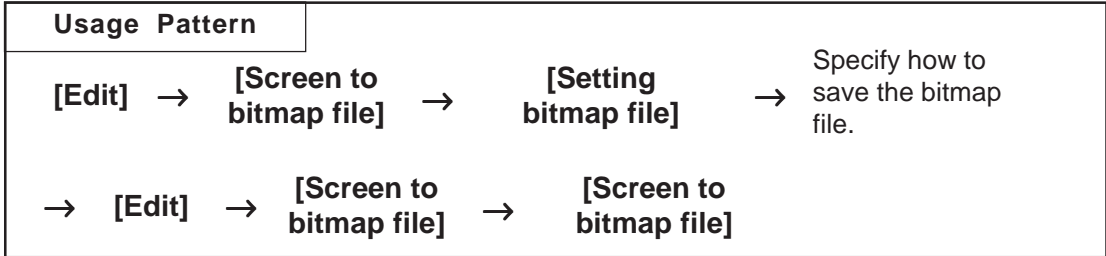 Usage Pattern
[Edit] → [Screen to bitmap file] → [Setting bitmap file] → Specify how to save the bitmap file.
→ [Edit] → [Screen to bitmap file] → [Screen to bitmap file]